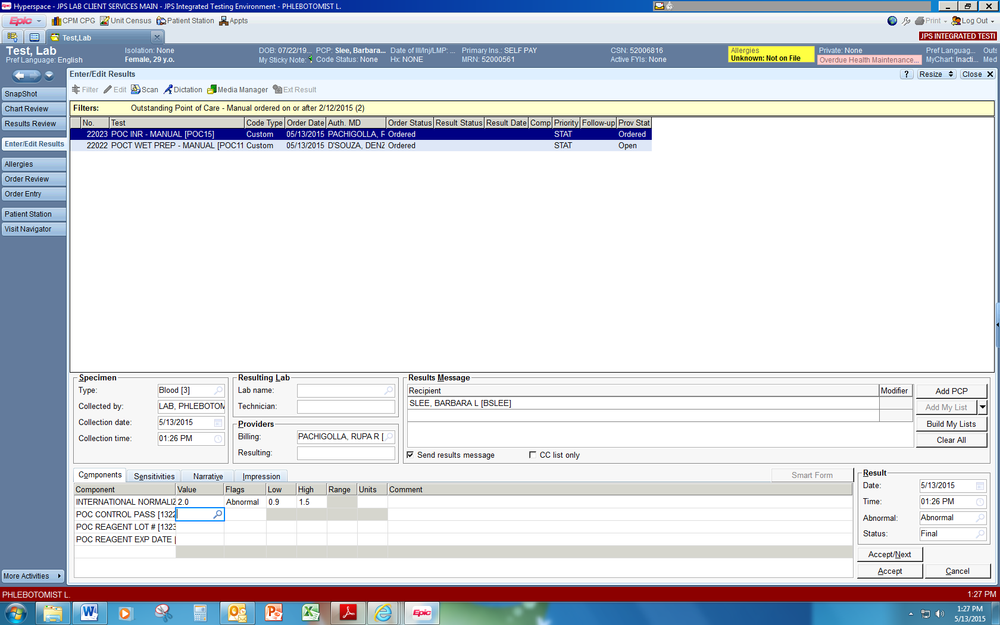 Hyperspace - JPS LAB CLIENT SERVICES MAIN - JPS Integrated Testing Environment - PHLEBOTOMIST L.
Epic CPM CPG Unit Census Patient Station Appts Print Log Out
Test,Lab JPS INTEGRATED TESTI
Test, Lab Isolation: None DOB: 07/22/19... PCP: Slee, Barbara... Date of Ill/Inj/LMP: ... Primary Ins.: SELF PAY CSN: 52006816 Allergies Private: None Pref Languag... Outs
Pref Language: English Female, 29 y.o. My Sticky Note: Code Status: None Hx: NONE MRN: 52000561 Active FYIs: None Unknown: Not on File Overdue Health Maintenance... MyChart: Inacti... Med
Enter/Edit Results ? Resize Close X
Filter Edit Scan Dictation Media Manager Ext Result
SnapShot
Chart Review
Results Review
Enter/Edit Results
Allergies
Order Review
Order Entry
Patient Station
Visit Navigator
More Activities
Filters: Outstanding Point of Care - Manual ordered on or after 2/12/2015 (2)
No. Test Code Type Order Date Auth. MD Order Status Result Status Result Date Comp Priority Follow-up Prov Stat
22023 POC INR - MANUAL [POC15] Custom 05/13/2015 PACHIGOLLA, R Ordered STAT Ordered
22022 POCT WET PREP - MANUAL [POC11 Custom 05/13/2015 D'SOUZA, DENZ Ordered STAT Open
Specimen
Type: Blood [3]
Collected by: LAB, PHLEBOTOM
Collection date: 5/13/2015
Collection time: 01:26 PM
Resulting Lab
Lab name:
Technician:
Providers
Billing: PACHIGOLLA, RUPA R [
Resulting:
Results Message
Recipient Modifier
SLEE, BARBARA L [BSLEE]
Add PCP
Add My List
Build My Lists
Clear All
Send results message CC list only
Components Sensitivities Narrative Impression Smart Form
Component Value Flags Low High Range Units Comment
INTERNATIONAL NORMALIZ 2.0 Abnormal 0.9 1.5
POC CONTROL PASS [1322
POC REAGENT LOT # [1323
POC REAGENT EXP DATE [
Result
Date: 5/13/2015
Time: 01:26 PM
Abnormal: Abnormal
Status: Final
Accept/Next
Accept Cancel
PHLEBOTOMIST L. 1:27 PM
Epic 1:27 PM
5/13/2015